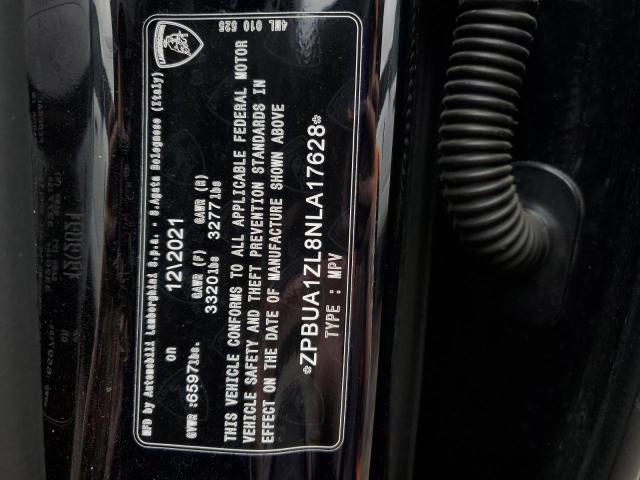 MFD by Automobili Lamborghini S.p.a. - S.Agata Bolognese (Italy)
on 1212021
GVWR :6597lbs. GAWR (F) 3320lbs GAWR (R) 3277lbs
THIS VEHICLE CONFORMS TO ALL APPLICABLE FEDERAL MOTOR
VEHICLE SAFETY AND THEFT PREVENTION STANDARDS IN
EFFECT ON THE DATE OF MANUFACTURE SHOWN ABOVE
*ZPBUA1ZL8NLA17628*
TYPE : MPV
4ML 010 525
LAMBORGHINI